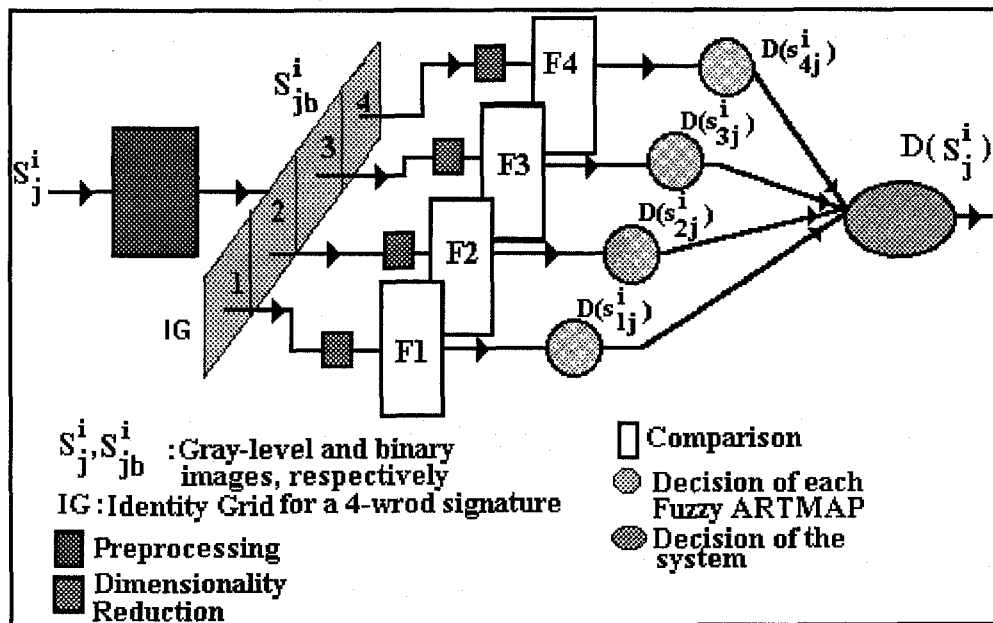 S^i_j
S^i_jb
1
2
3
4
IG
F4
F3
F2
F1
D(s^i_4j)
D(s^i_3j)
D(s^i_2j)
D(s^i_1j)
D(S^i_j)
S^i_j, S^i_jb : Gray-level and binary
images, respectively
IG : Identity Grid for a 4-wrod signature
Preprocessing
Dimensionality
Reduction
Comparison
Decision of each
Fuzzy ARTMAP
Decision of the
system